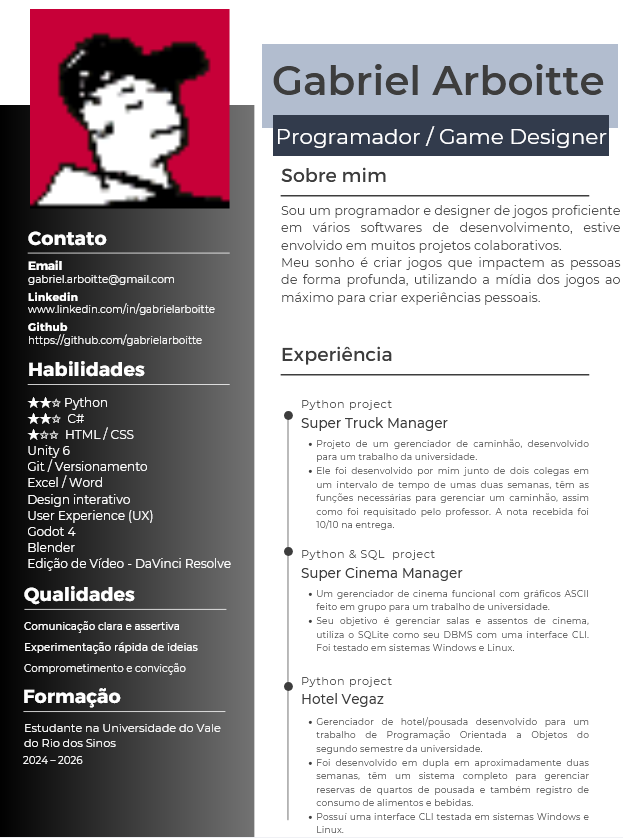 Gabriel Arboitte
Programador / Game Designer
Contato
Email
gabriel.arboitte@gmail.com
Linkedin
www.linkedin.com/in/gabrielarboitte
Github
https://github.com/gabrielarboitte
Habilidades
★★☆ Python
★★☆ C#
★☆☆ HTML / CSS
Unity 6
Git / Versionamento
Excel / Word
Design interativo
User Experience (UX)
Godot 4
Blender
Edição de Vídeo - DaVinci Resolve
Qualidades
Comunicação clara e assertiva
Experimentação rápida de ideias
Comprometimento e convicção
Formação
Estudante na Universidade do Vale
do Rio dos Sinos
2024 – 2026
Sobre mim
Sou um programador e designer de jogos proficiente
em vários softwares de desenvolvimento, estive
envolvido em muitos projetos colaborativos.
Meu sonho é criar jogos que impactem as pessoas
de forma profunda, utilizando a mídia dos jogos ao
máximo para criar experiências pessoais.
Experiência
Python project
Super Truck Manager
• Projeto de um gerenciador de caminhão, desenvolvido
para um trabalho da universidade.
• Ele foi desenvolvido por mim junto de dois colegas em
um intervalo de tempo de umas duas semanas, têm as
funções necessárias para gerenciar um caminhão, assim
como foi requisitado pelo professor. A nota recebida foi
10/10 na entrega.
Python & SQL project
Super Cinema Manager
• Um gerenciador de cinema funcional com gráficos ASCII
feito em grupo para um trabalho de universidade.
• Seu objetivo é gerenciar salas e assentos de cinema,
utiliza o SQLite como seu DBMS com uma interface CLI.
Foi testado em sistemas Windows e Linux.
Python project
Hotel Vegaz
• Gerenciador de hotel/pousada desenvolvido para um
trabalho de Programação Orientada a Objetos do
segundo semestre da universidade.
• Foi desenvolvido em dupla em aproximadamente duas
semanas, têm um sistema completo para gerenciar
reservas de quartos de pousada e também registro de
consumo de alimentos e bebidas.
• Possuí uma interface CLI testada em sistemas Windows e
Linux.